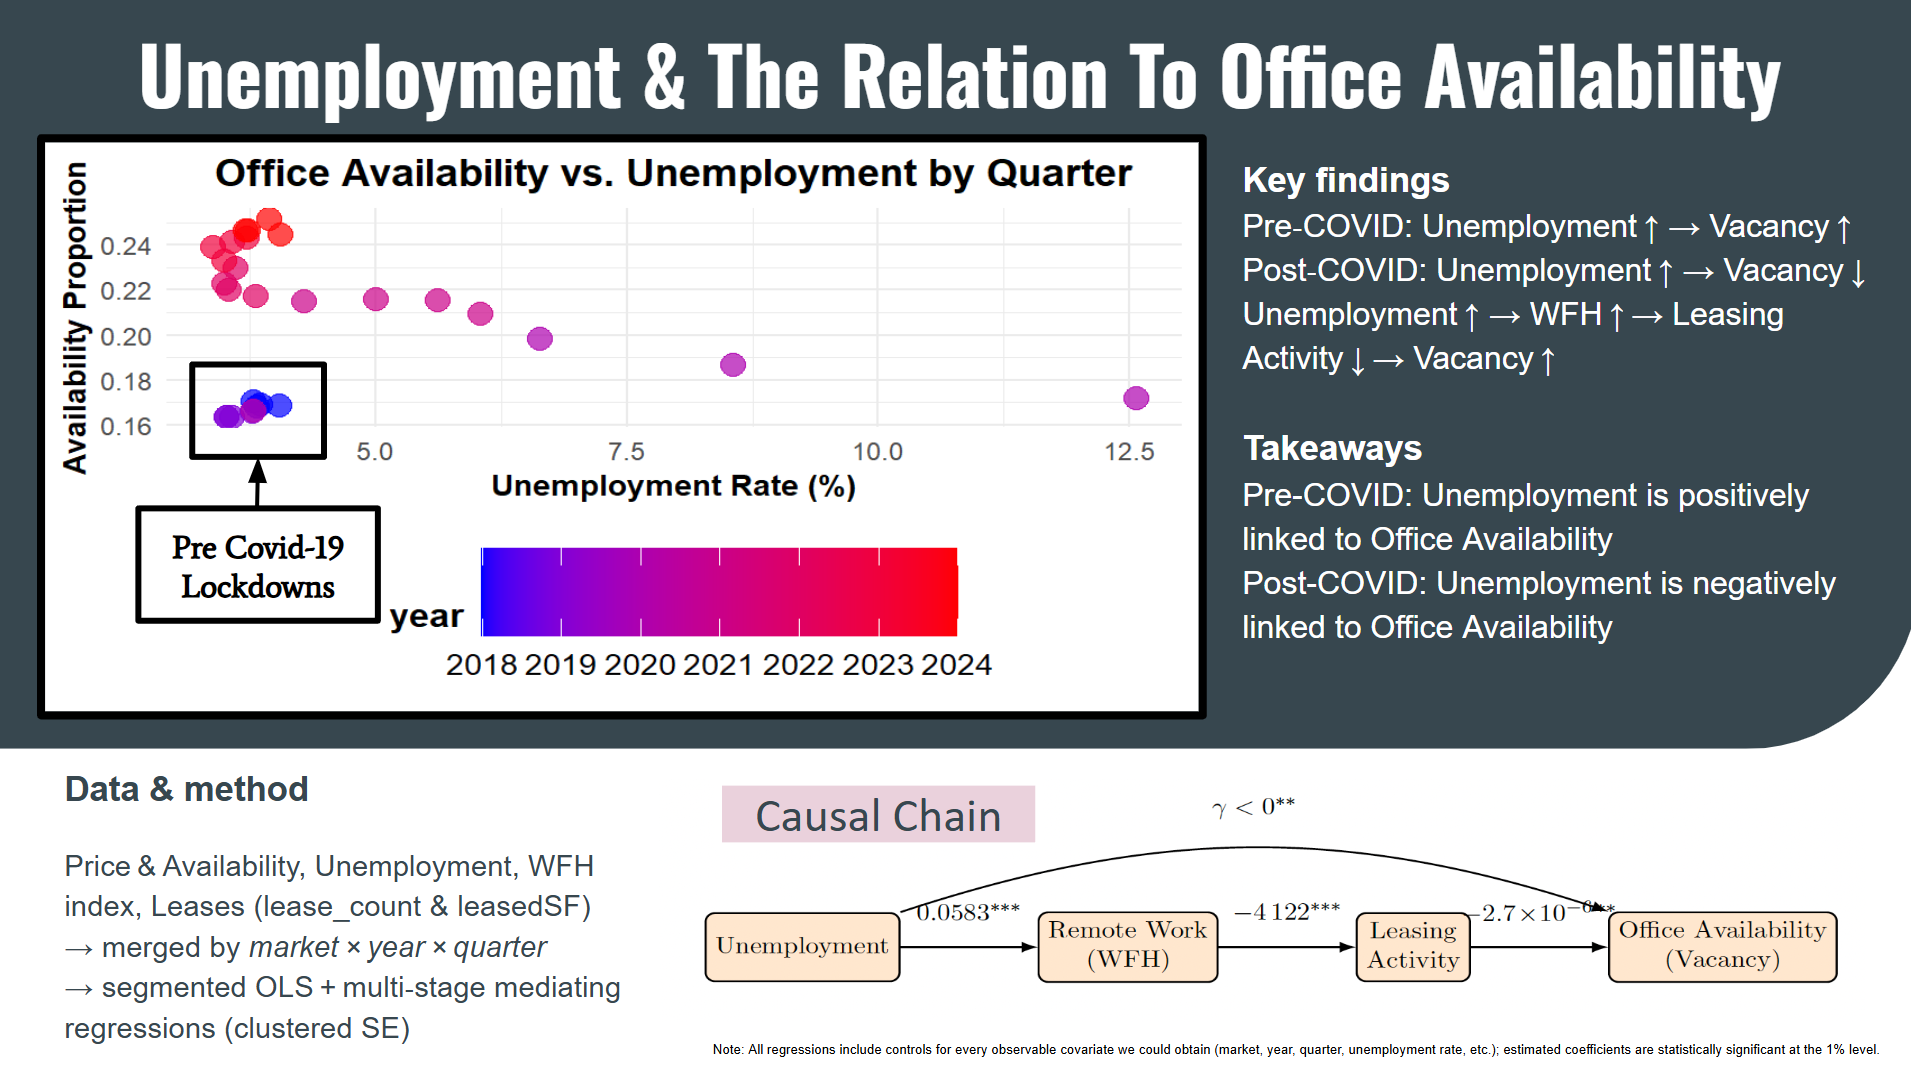 Unemployment & The Relation To Office Availability
Office Availability vs. Unemployment by Quarter
Availability Proportion
0.24
0.22
0.20
0.18
0.16
5.0
7.5
10.0
12.5
Unemployment Rate (%)
Pre Covid-19
Lockdowns
year
2018 2019 2020 2021 2022 2023 2024
Key findings
Pre-COVID: Unemployment ↑ → Vacancy ↑
Post-COVID: Unemployment ↑ → Vacancy ↓
Unemployment ↑ → WFH ↑ → Leasing
Activity ↓ → Vacancy ↑
Takeaways
Pre-COVID: Unemployment is positively
linked to Office Availability
Post-COVID: Unemployment is negatively
linked to Office Availability
Data & method
Price & Availability, Unemployment, WFH
index, Leases (lease_count & leasedSF)
→ merged by market × year × quarter
→ segmented OLS + multi-stage mediating
regressions (clustered SE)
Causal Chain
γ < 0**
0.0583***
−4 122***
−2.7×10⁻⁶***
Unemployment
Remote Work
(WFH)
Leasing
Activity
Office Availability
(Vacancy)
Note: All regressions include controls for every observable covariate we could obtain (market, year, quarter, unemployment rate, etc.); estimated coefficients are statistically significant at the 1% level.